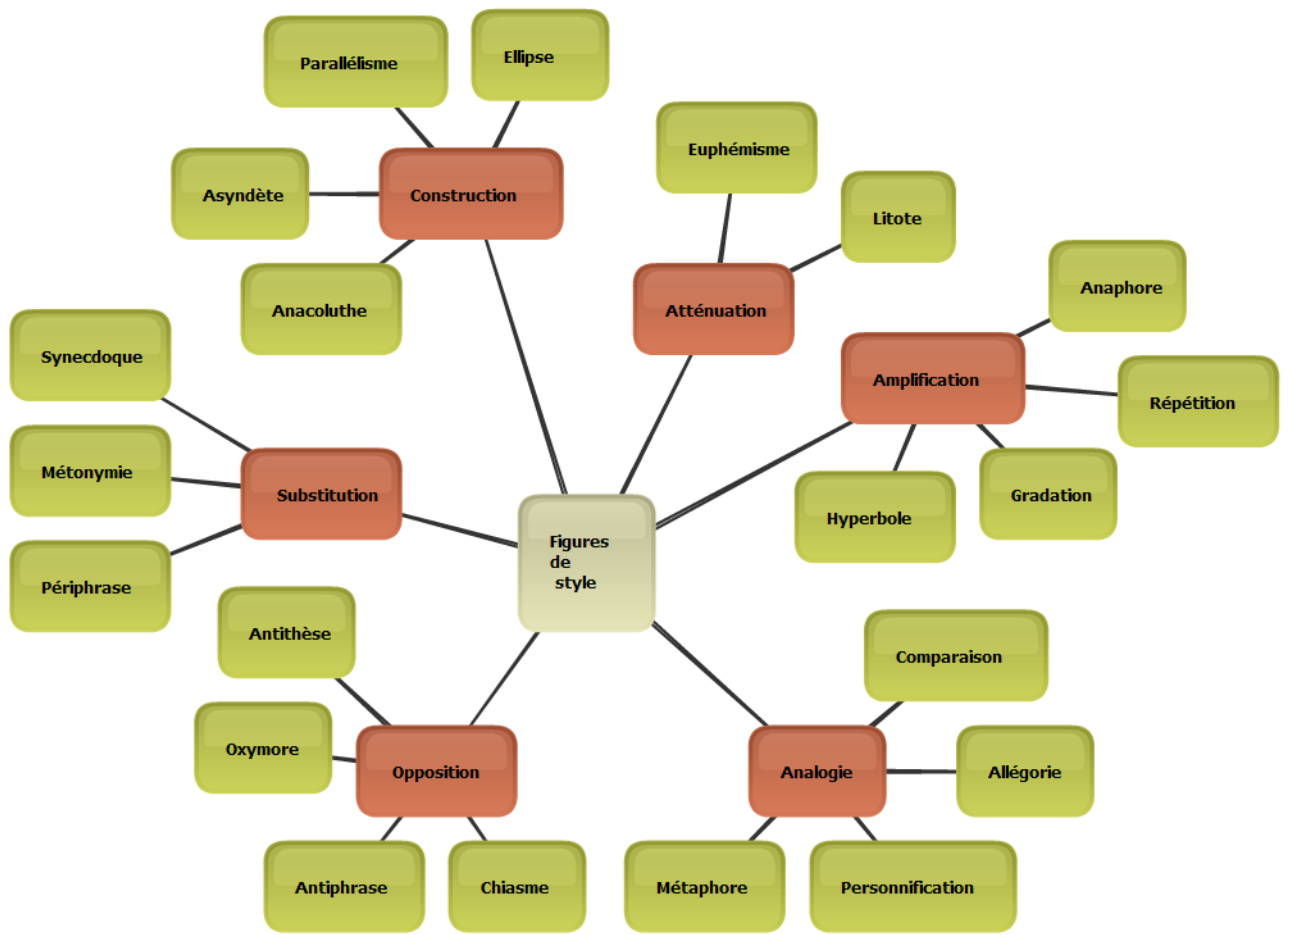 Ellipse
Parallélisme
Euphémisme
Asyndète
Construction
Litote
Anaphore
Anacoluthe
Atténuation
Synecdoque
Amplification
Répétition
Métonymie
Substitution
Gradation
Hyperbole
Figures
de
style
Périphrase
Antithèse
Comparaison
Oxymore
Opposition
Analogie
Allégorie
Antiphrase
Chiasme
Métaphore
Personnification